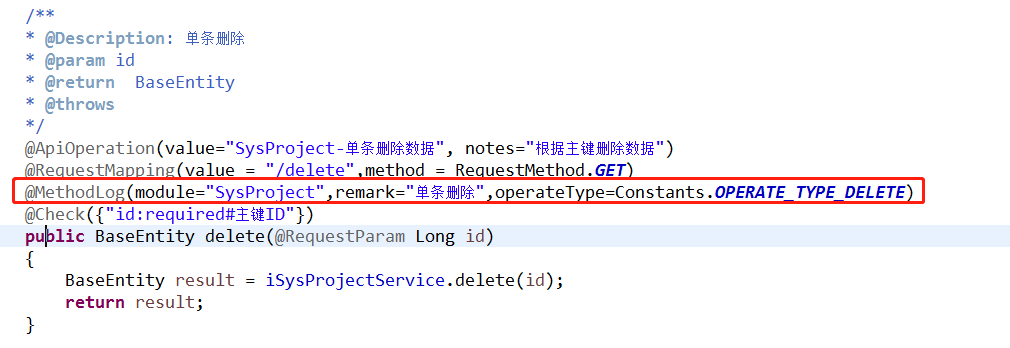 /**
* @Description: 单条删除
* @param id
* @return  BaseEntity
* @throws
*/
@ApiOperation(value="SysProject-单条删除数据", notes="根据主键删除数据")
@RequestMapping(value = "/delete",method = RequestMethod.GET)
@MethodLog(module="SysProject",remark="单条删除",operateType=Constants.OPERATE_TYPE_DELETE)
@Check({"id:required#主键ID"})
public BaseEntity delete(@RequestParam Long id)
{
    BaseEntity result = iSysProjectService.delete(id);
    return result;
}